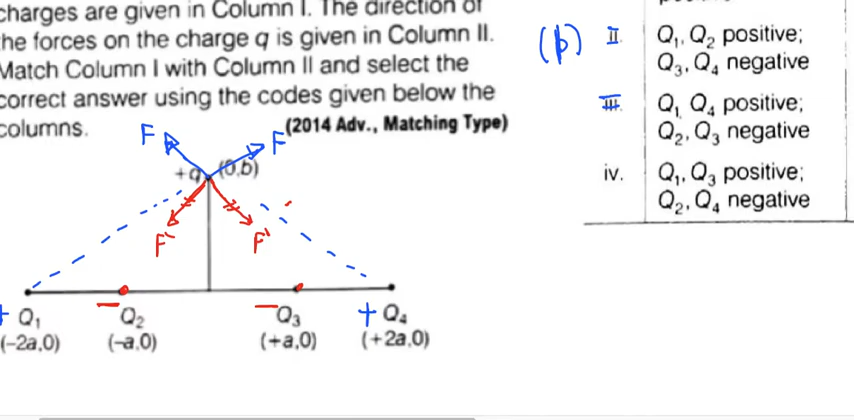 charges are given in Column I. The direction of
the forces on the charge q is given in Column II.
Match Column I with Column II and select the
correct answer using the codes given below the
columns.
(2014 Adv., Matching Type)
F F
+q (0,b)
F' F'
+ Q₁ − Q₂ − Q₃ + Q₄
(-2a,0) (-a,0) (+a,0) (+2a,0)
(p) II. Q₁, Q₂ positive;
Q₃, Q₄ negative
III. Q₁, Q₄ positive;
Q₂, Q₃ negative
iv. Q₁, Q₃ positive;
Q₂, Q₄ negative